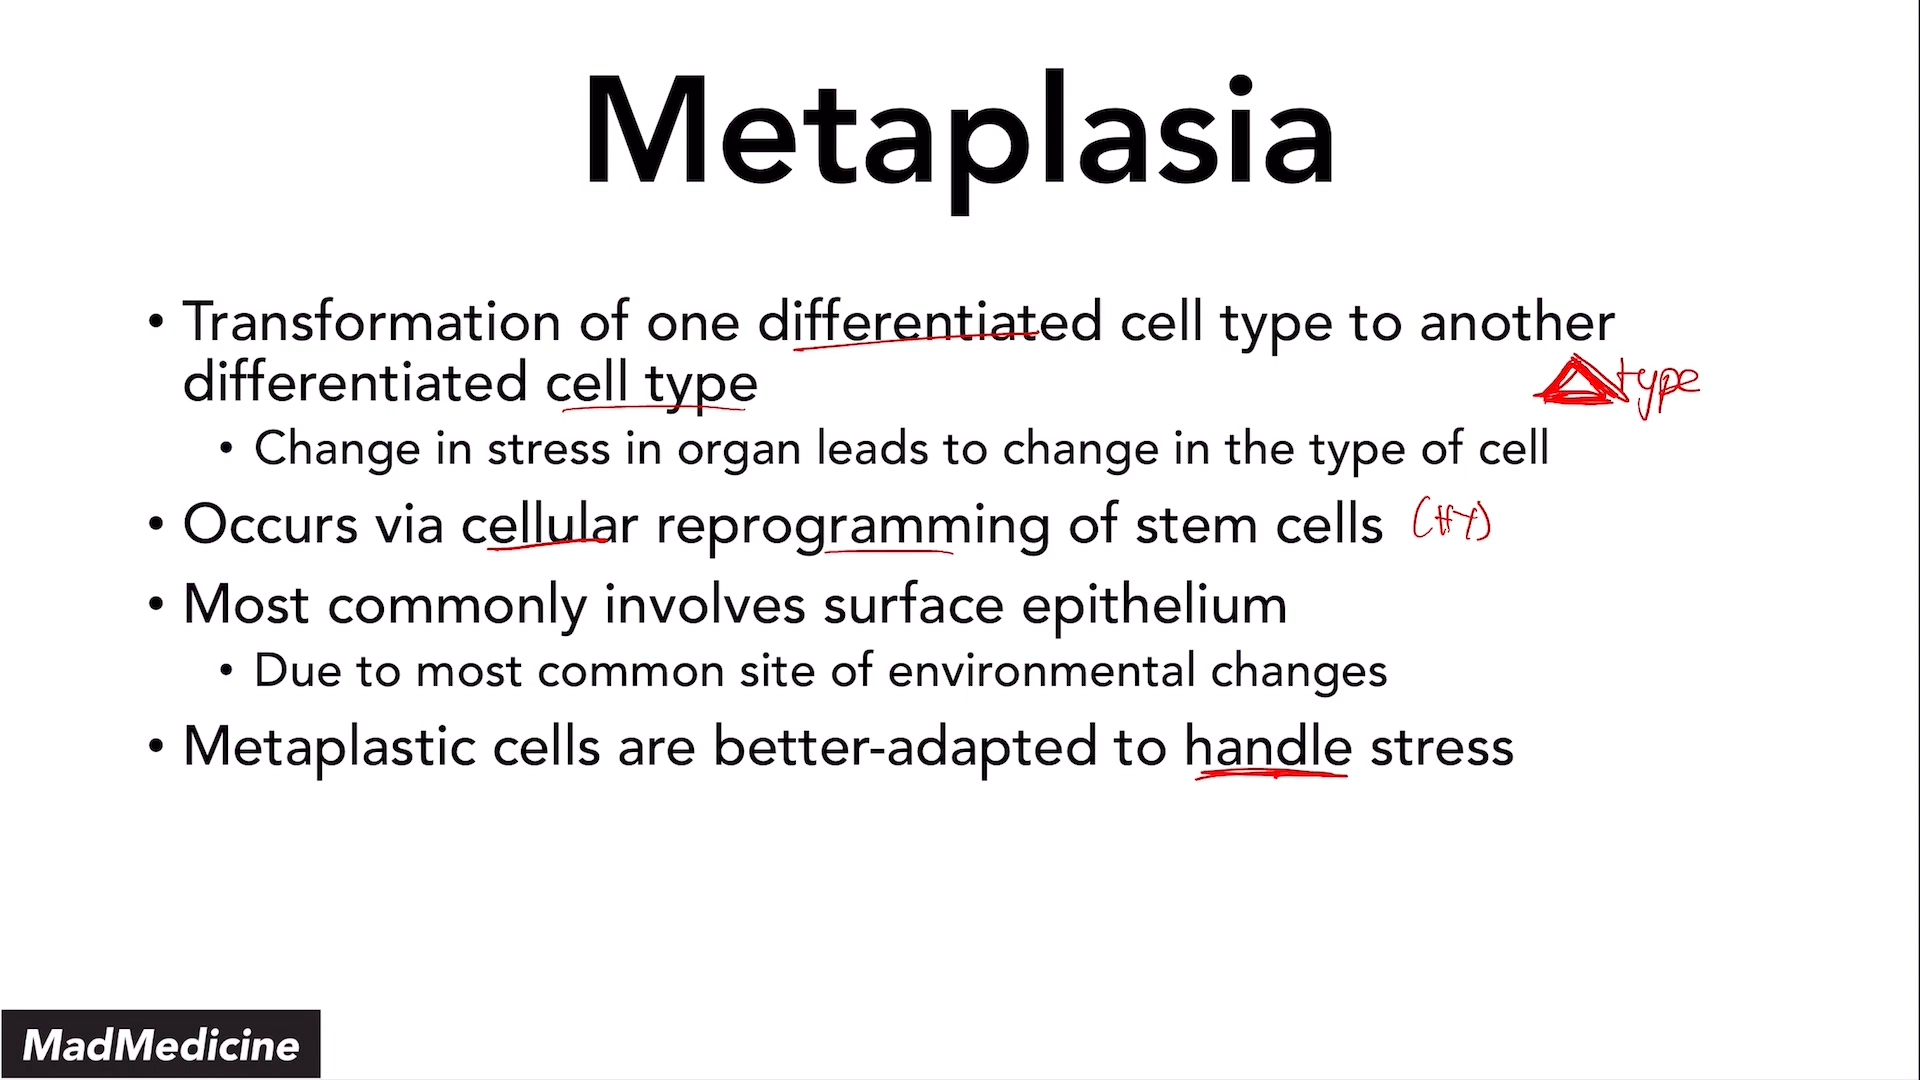 Metaplasia
• Transformation of one differentiated cell type to another
differentiated cell type
Δtype
• Change in stress in organ leads to change in the type of cell
• Occurs via cellular reprogramming of stem cells (HY)
• Most commonly involves surface epithelium
• Due to most common site of environmental changes
• Metaplastic cells are better-adapted to handle stress
MadMedicine